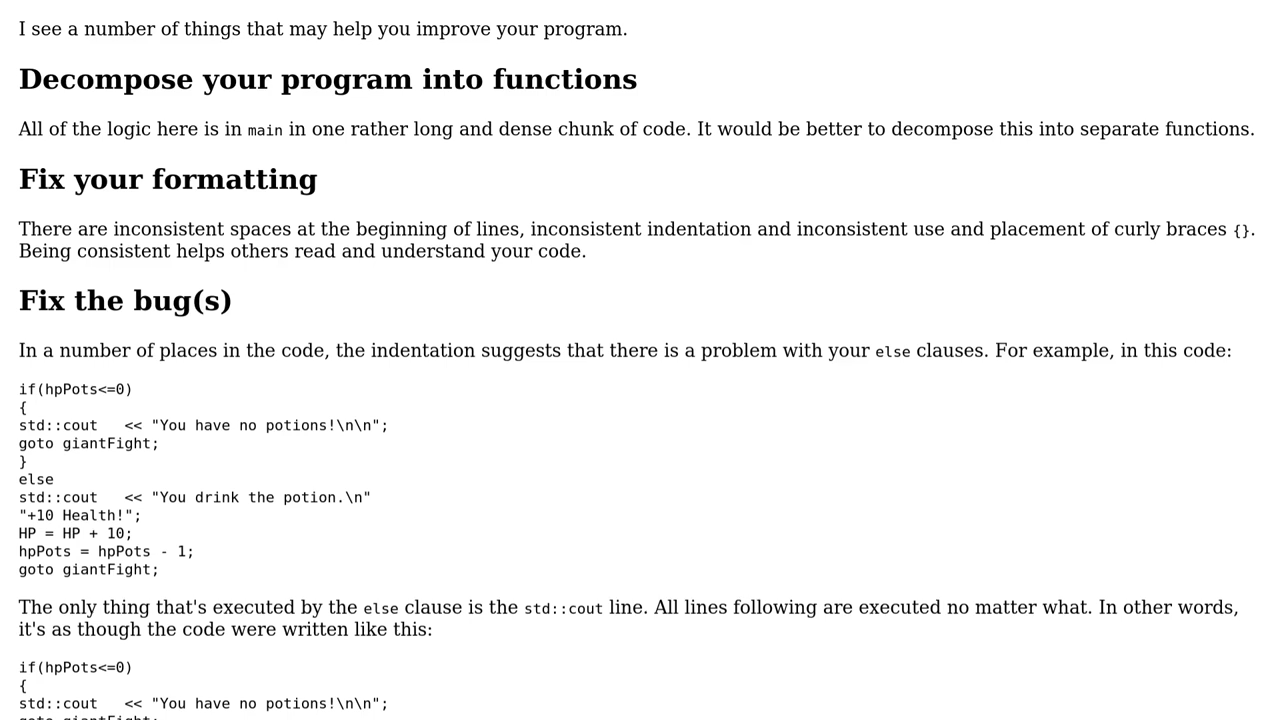 I see a number of things that may help you improve your program.
Decompose your program into functions
All of the logic here is in main in one rather long and dense chunk of code. It would be better to decompose this into separate functions.
Fix your formatting
There are inconsistent spaces at the beginning of lines, inconsistent indentation and inconsistent use and placement of curly braces {}.
Being consistent helps others read and understand your code.
Fix the bug(s)
In a number of places in the code, the indentation suggests that there is a problem with your else clauses. For example, in this code:
if(hpPots<=0)
{
std::cout   << "You have no potions!\n\n";
goto giantFight;
}
else
std::cout   << "You drink the potion.\n"
"+10 Health!";
HP = HP + 10;
hpPots = hpPots - 1;
goto giantFight;
The only thing that's executed by the else clause is the std::cout line. All lines following are executed no matter what. In other words,
it's as though the code were written like this:
if(hpPots<=0)
{
std::cout   << "You have no potions!\n\n";